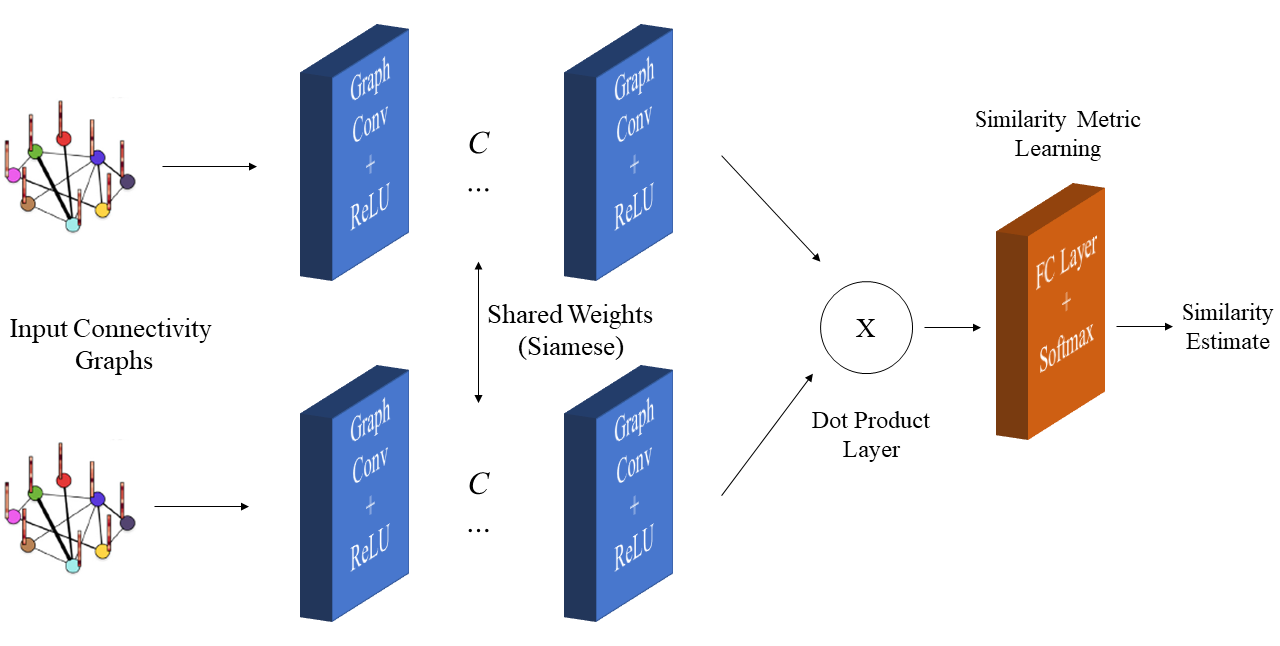 Graph
Conv
+
ReLU
C
...
Graph
Conv
+
ReLU
Similarity Metric
Learning
Input Connectivity
Graphs
Shared Weights
(Siamese)
X
Dot Product
Layer
FC Layer
+
Softmax
Similarity
Estimate
Graph
Conv
+
ReLU
C
...
Graph
Conv
+
ReLU